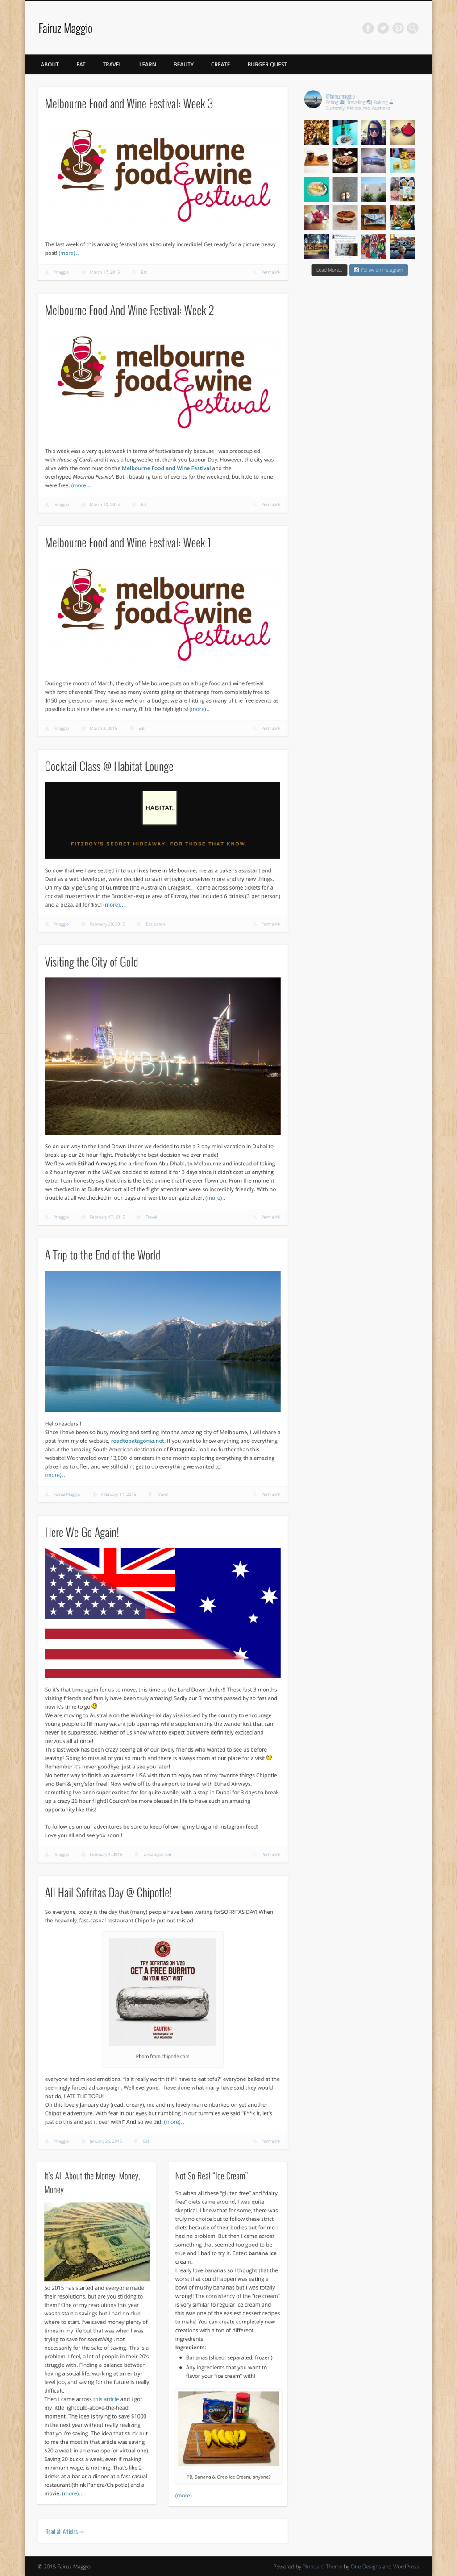 Fairuz Maggio
ABOUT EAT TRAVEL LEARN BEAUTY CREATE BURGER QUEST
Melbourne Food and Wine Festival: Week 3
melbourne
food & wine
festival
The last week of this amazing festival was absolutely incredible! Get ready for a picture heavy
post! (more)…
fmaggio March 17, 2015 Eat Permalink
Melbourne Food And Wine Festival: Week 2
melbourne
food & wine
festival
This week was a very quiet week in terms of festivalsmainly because I was preoccupied
with House of Cards and it was a long weekend, thank you Labour Day. However, the city was
alive with the continuation the Melbourne Food and Wine Festival and the
overhyped Moomba Festival. Both boasting tons of events for the weekend, but little to none
were free. (more)…
fmaggio March 10, 2015 Eat Permalink
Melbourne Food and Wine Festival: Week 1
melbourne
food & wine
festival
During the month of March, the city of Melbourne puts on a huge food and wine festival
with tons of events! They have so many events going on that range from completely free to
$150 per person or more! Since we're on a budget we are hitting as many of the free events as
possible but since there are so many, I'll hit the highlights! (more)…
fmaggio March 2, 2015 Eat Permalink
Cocktail Class @ Habitat Lounge
HABITAT.
FITZROY'S SECRET HIDEAWAY. FOR THOSE THAT KNOW.
So now that we have settled into our lives here in Melbourne, me as a baker's assistant and
Dani as a web developer, we've decided to start enjoying ourselves more and try new things.
On my daily perusing of Gumtree (the Australian Craigslist), I came across some tickets for a
cocktail masterclass in the Brooklyn-esque area of Fitzroy, that included 6 drinks (3 per person)
and a pizza, all for $50! (more)…
fmaggio February 28, 2015 Eat, Learn Permalink
Visiting the City of Gold
DUBAI!
So on our way to the Land Down Under we decided to take a 3 day mini vacation in Dubai to
break up our 26 hour flight. Probably the best decision we ever made!
We flew with Etihad Airways, the airline from Abu Dhabi, to Melbourne and instead of taking
a 2 hour layover in the UAE we decided to extend it for 3 days since it didn't cost us anything
extra. I can honestly say that this is the best airline that I've ever flown on. From the moment
we checked in at Dulles Airport all of the flight attendants were so incredibly friendly. With no
trouble at all we checked in our bags and went to our gate after. (more)…
fmaggio February 17, 2015 Travel Permalink
A Trip to the End of the World
Hello readers!!
Since I have been so busy moving and settling into the amazing city of Melbourne, I will share a
post from my old website, roadtopatagonia.net. If you want to know anything and everything
about the amazing South American destination of Patagonia, look no further than this
website! We traveled over 13,000 kilometers in one month exploring everything this amazing
place has to offer, and we still didn't get to do everything we wanted to!
(more)…
Fairuz Maggio February 11, 2015 Travel Permalink
Here We Go Again!
So it's that time again for us to move, this time to the Land Down Under!! These last 3 months
visiting friends and family have been truly amazing! Sadly our 3 months passed by so fast and
now it's time to go
We are moving to Australia on the Working-Holiday visa issued by the country to encourage
young people to fill many vacant job openings while supplementing the wanderlust that can
never be suppressed. Neither of us know what to expect but we're definitely excited and
nervous all at once!
This last week has been crazy seeing all of our lovely friends who wanted to see us before
leaving! Going to miss all of you so much and there is always room at our place for a visit
Remember it's never goodbye, just a see you later!
No better way to finish an awesome USA visit than to enjoy two of my favorite things Chipotle
and Ben & Jerry'sfor free!! Now we're off to the airport to travel with Etihad Airways,
something I've been super excited for for quite awhile, with a stop in Dubai for 3 days to break
up a crazy 26 hour flight!! Couldn't be more blessed in life to have such an amazing
opportunity like this!
To follow us on our adventures be sure to keep following my blog and Instagram feed!
Love you all and see you soon!!
fmaggio February 3, 2015 Uncategorized Permalink
All Hail Sofritas Day @ Chipotle!
So everyone, today is the day that (many) people have been waiting forSOFRITAS DAY! When
the heavenly, fast-casual restaurant Chipotle put out this ad:
TRY SOFRITAS ON 1/26
GET A FREE BURRITO
ON YOUR NEXT VISIT
CAUTION:
Photo from chipotle.com
everyone had mixed emotions. "Is it really worth it if I have to eat tofu?" everyone balked at the
seemingly forced ad campaign. Well everyone, I have done what many have said they would
not do, I ATE THE TOFU!
On this lovely January day (read: dreary), me and my lovely man embarked on yet another
Chipotle adventure. With fear in our eyes but rumbling in our tummies we said "F**k it, let's
just do this and get it over with!" And so we did. (more)…
fmaggio January 26, 2015 Eat Permalink
It's All About the Money, Money,
Money
So 2015 has started and everyone made
their resolutions, but are you sticking to
them? One of my resolutions this year
was to start a savings but I had no clue
where to start. I've saved money plenty of
times in my life but that was when I was
trying to save for something , not
necessarily for the sake of saving. This is a
problem, I feel, a lot of people in their 20's
struggle with. Finding a balance between
having a social life, working at an entry-
level job, and saving for the future is really
difficult.
Then I came across this article and I got
my little lightbulb-above-the-head
moment. The idea is trying to save $1000
in the next year without really realizing
that you're saving. The idea that stuck out
to me the most in that article was saving
$20 a week in an envelope (or virtual one).
Saving 20 bucks a week, even if making
minimum wage, is nothing. That's like 2
drinks at a bar or a dinner at a fast casual
restaurant (think Panera/Chipotle) and a
movie. (more)…
Not So Real "Ice Cream"
So when all these "gluten free" and "dairy
free" diets came around, I was quite
skeptical. I knew that for some, there was
truly no choice but to follow these strict
diets because of their bodies but for me I
had no problem. But then I came across
something that seemed too good to be
true and I had to try it. Enter: banana ice
cream.
I really love bananas so I thought that the
worst that could happen was eating a
bowl of mushy bananas but I was totally
wrong!! The consistency of the "ice cream"
is very similar to regular ice cream and
this was one of the easiest dessert recipes
to make! You can create completely new
creations with a ton of different
ingredients!
Ingredients:
Bananas (sliced, separated, frozen)
Any ingredients that you want to
flavor your "ice cream" with!
PB, Banana & Oreo Ice Cream, anyone?
(more)…
Read all Articles →
@fairuzmaggio
Eating Traveling Exploring
Currently: Melbourne, Australia
Load More... Follow on Instagram
© 2015 Fairuz Maggio Powered by Pinboard Theme by One Designs and WordPress